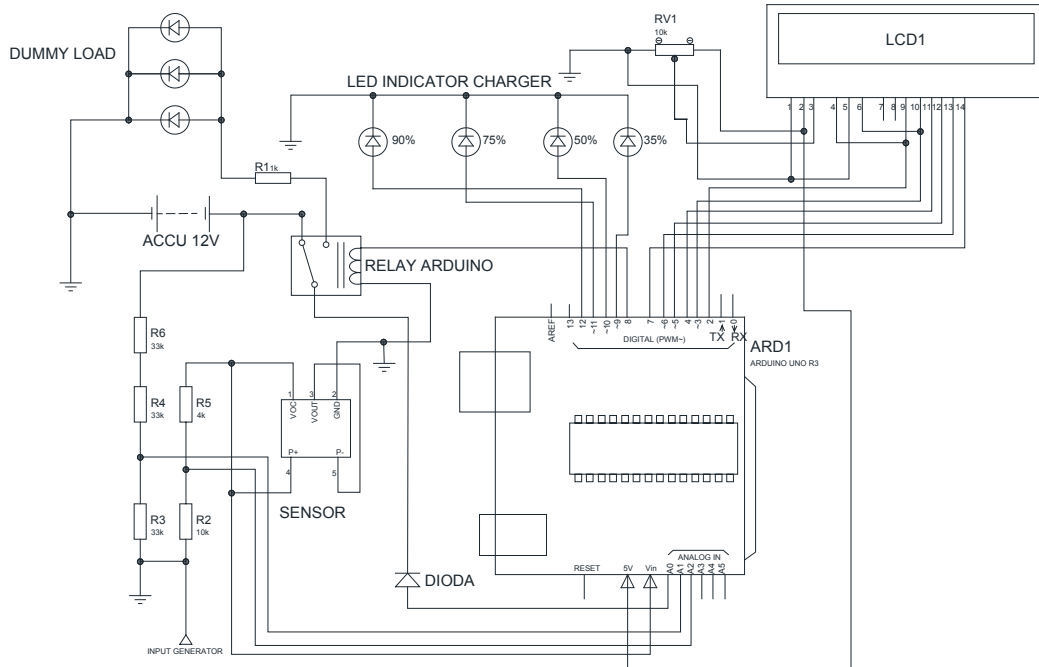 RV1
10k
LCD1
DUMMY LOAD
LED INDICATOR CHARGER
1 2 3 4 5 6 7 8 9 10 11 12 13 14
90%
75%
50%
35%
R1 1k
ACCU 12V
RELAY ARDUINO
AREF
13
12
~11
~10
~9
8
7
~6
~5
4
~3
2
1
0
TX
RX
DIGITAL (PWM~)
ARD1
ARDUINO UNO R3
R6
33k
R4
33k
R5
4k
1
3
2
VOC
VOUT
GND
P+
P-
4
5
SENSOR
R3
33k
R2
10k
DIODA
RESET
5V
Vin
ANALOG IN
A0
A1
A2
A3
A4
A5
INPUT GENERATOR